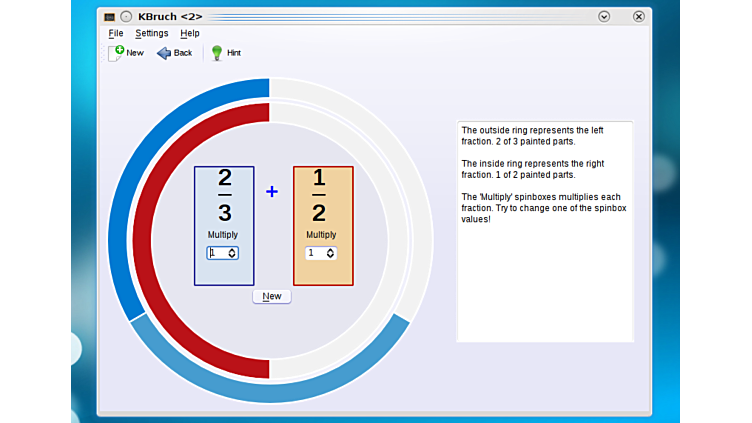 KBruch <2>
File Settings Help
New Back Hint
2
3
+
1
2
Multiply
Multiply
1
1
New
The outside ring represents the left
fraction. 2 of 3 painted parts.
The inside ring represents the right
fraction. 1 of 2 painted parts.
The 'Multiply' spinboxes multiplies each
fraction. Try to change one of the spinbox
values!